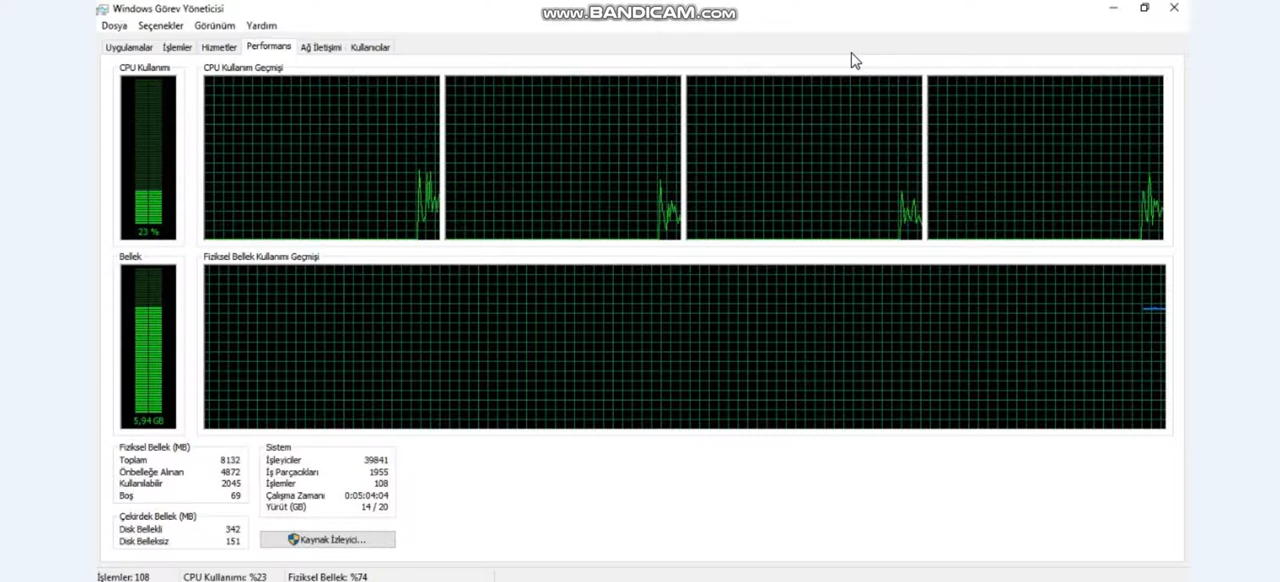 Windows Görev Yöneticisi
www.BANDICAM.com
Dosya Seçenekler Görünüm Yardım
Uygulamalar İşlemler Hizmetler Performans Ağ İletişimi Kullanıcılar
CPU Kullanımı
CPU Kullanım Geçmişi
23 %
Bellek
Fiziksel Bellek Kullanımı Geçmişi
5,94 GB
Fiziksel Bellek (MB)
Toplam 8132
Önbelleğe Alınan 4872
Kullanılabilir 2045
Boş 69
Sistem
İşleyiciler 39841
İş Parçacıkları 1955
İşlemler 108
Çalışma Zamanı 0:05:04:04
Yürüt (GB) 14 / 20
Çekirdek Bellek (MB)
Disk Bellekli 342
Disk Belleksiz 151
Kaynak İzleyici...
İşlemler: 108 CPU Kullanımı: %23 Fiziksel Bellek: %74